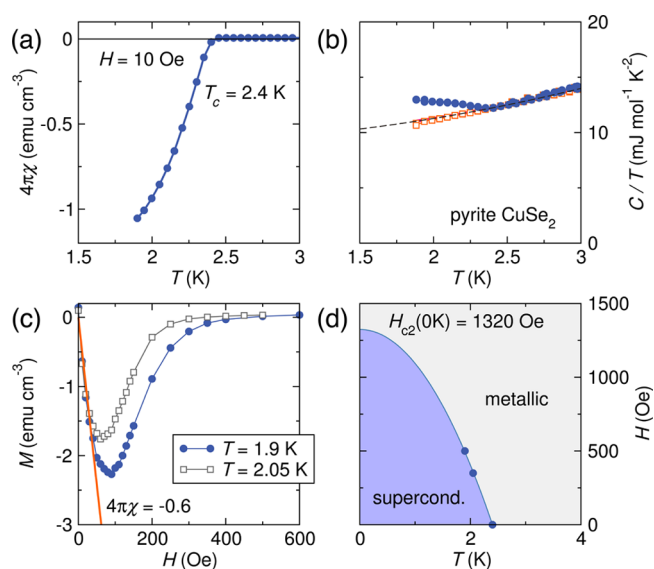 (a)
0
-0.5
-1
4πχ (emu cm⁻³)
H = 10 Oe
T_c = 2.4 K
1.5 2 2.5 3
T (K)
(b)
20
10
0
C / T (mJ mol⁻¹ K⁻²)
pyrite CuSe₂
1.5 2 2.5 3
T (K)
(c)
0
-1
-2
-3
M (emu cm⁻³)
T = 1.9 K
T = 2.05 K
4πχ = -0.6
0 200 400 600
H (Oe)
(d)
1500
1000
500
0
H (Oe)
H_c2(0K) = 1320 Oe
metallic
supercond.
0 2 4
T (K)